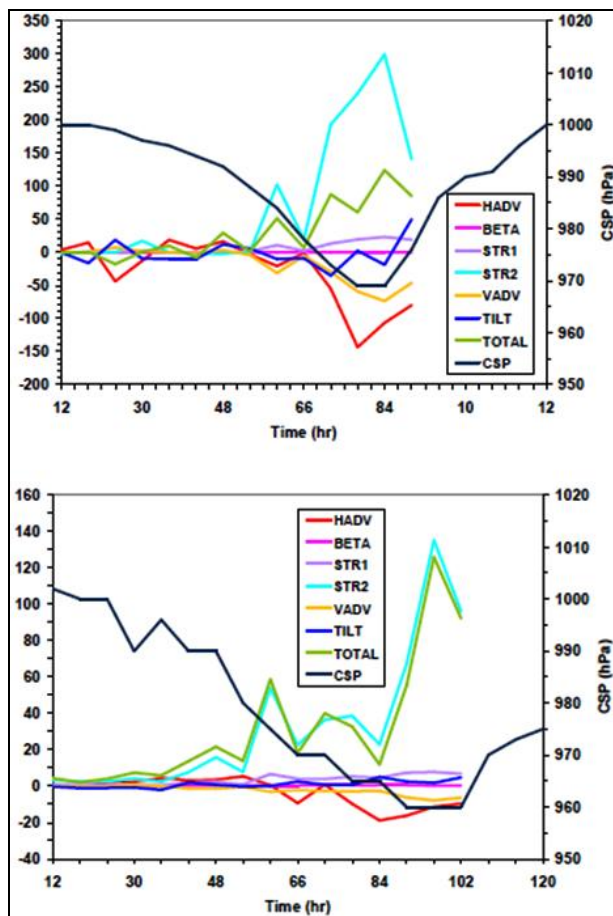 350
300
250
200
150
100
50
0
-50
-100
-150
-200
1020
1010
1000
990
980
970
960
950
CSP (hPa)
HADV
BETA
STR1
STR2
VADV
TILT
TOTAL
CSP
12 30 48 66 84 10 12
Time (hr)
160
140
120
100
80
60
40
20
0
-20
-40
1020
1010
1000
990
980
970
960
950
CSP (hPa)
HADV
BETA
STR1
STR2
VADV
TILT
TOTAL
CSP
12 30 48 66 84 102 120
Time (hr)